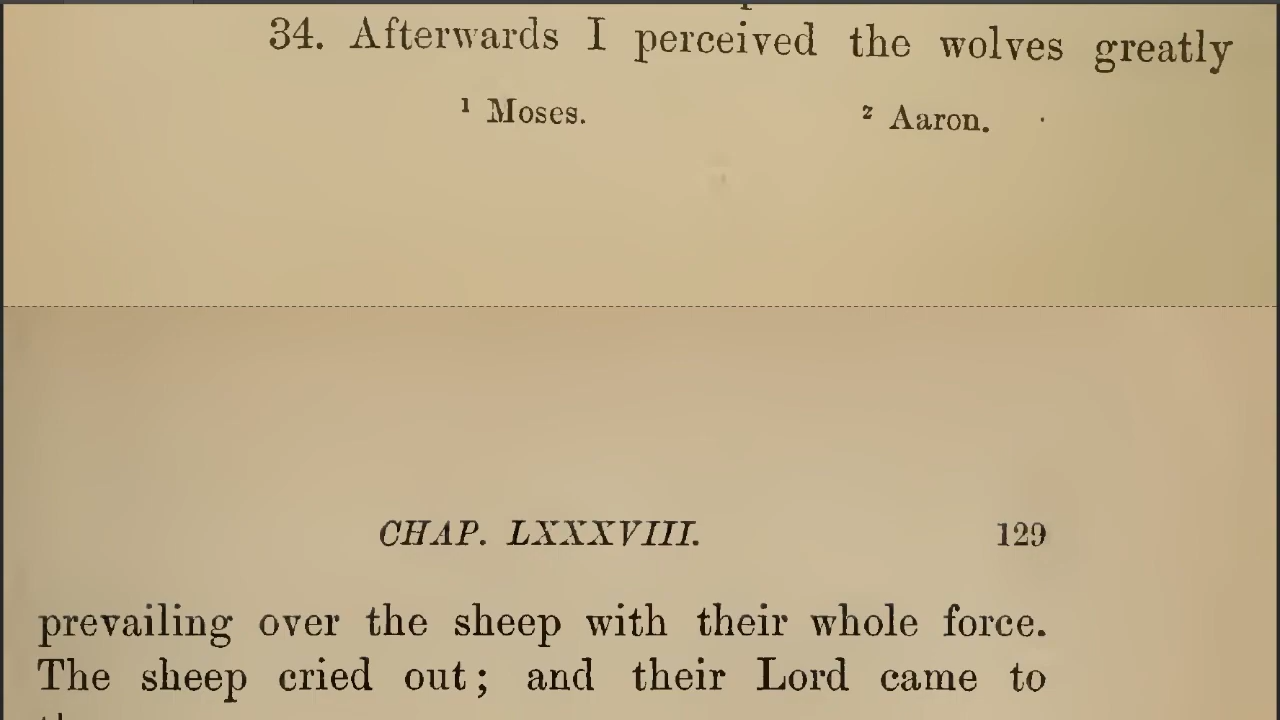 34. Afterwards I perceived the wolves greatly
¹ Moses. ² Aaron.
CHAP. LXXXVIII. 129
prevailing over the sheep with their whole force.
The sheep cried out; and their Lord came to